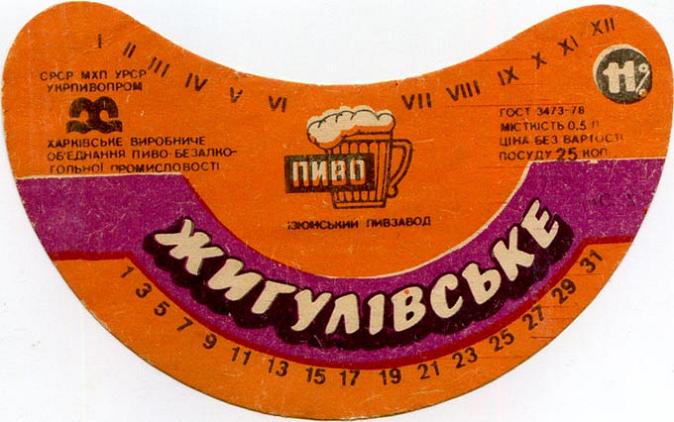 I II III IV V VI VII VIII IX X XI XII
СРСР МХП УРСР
УКРПИВОПРОМ
ХАРКІВСЬКЕ ВИРОБНИЧЕ
ОБ'ЄДНАННЯ ПИВО-БЕЗАЛКО-
ГОЛЬНОЇ ПРОМИСЛОВОСТІ
11%
ГОСТ 3473-78
МІСТКІСТЬ 0,5 Л
ЦІНА БЕЗ ВАРТОСТІ
ПОСУДУ 25 КОП.
ПИВО
ІЗЮМСЬКИЙ ПИВЗАВОД
ЖИГУЛІВСЬКЕ
1 3 5 7 9 11 13 15 17 19 21 23 25 27 29 31